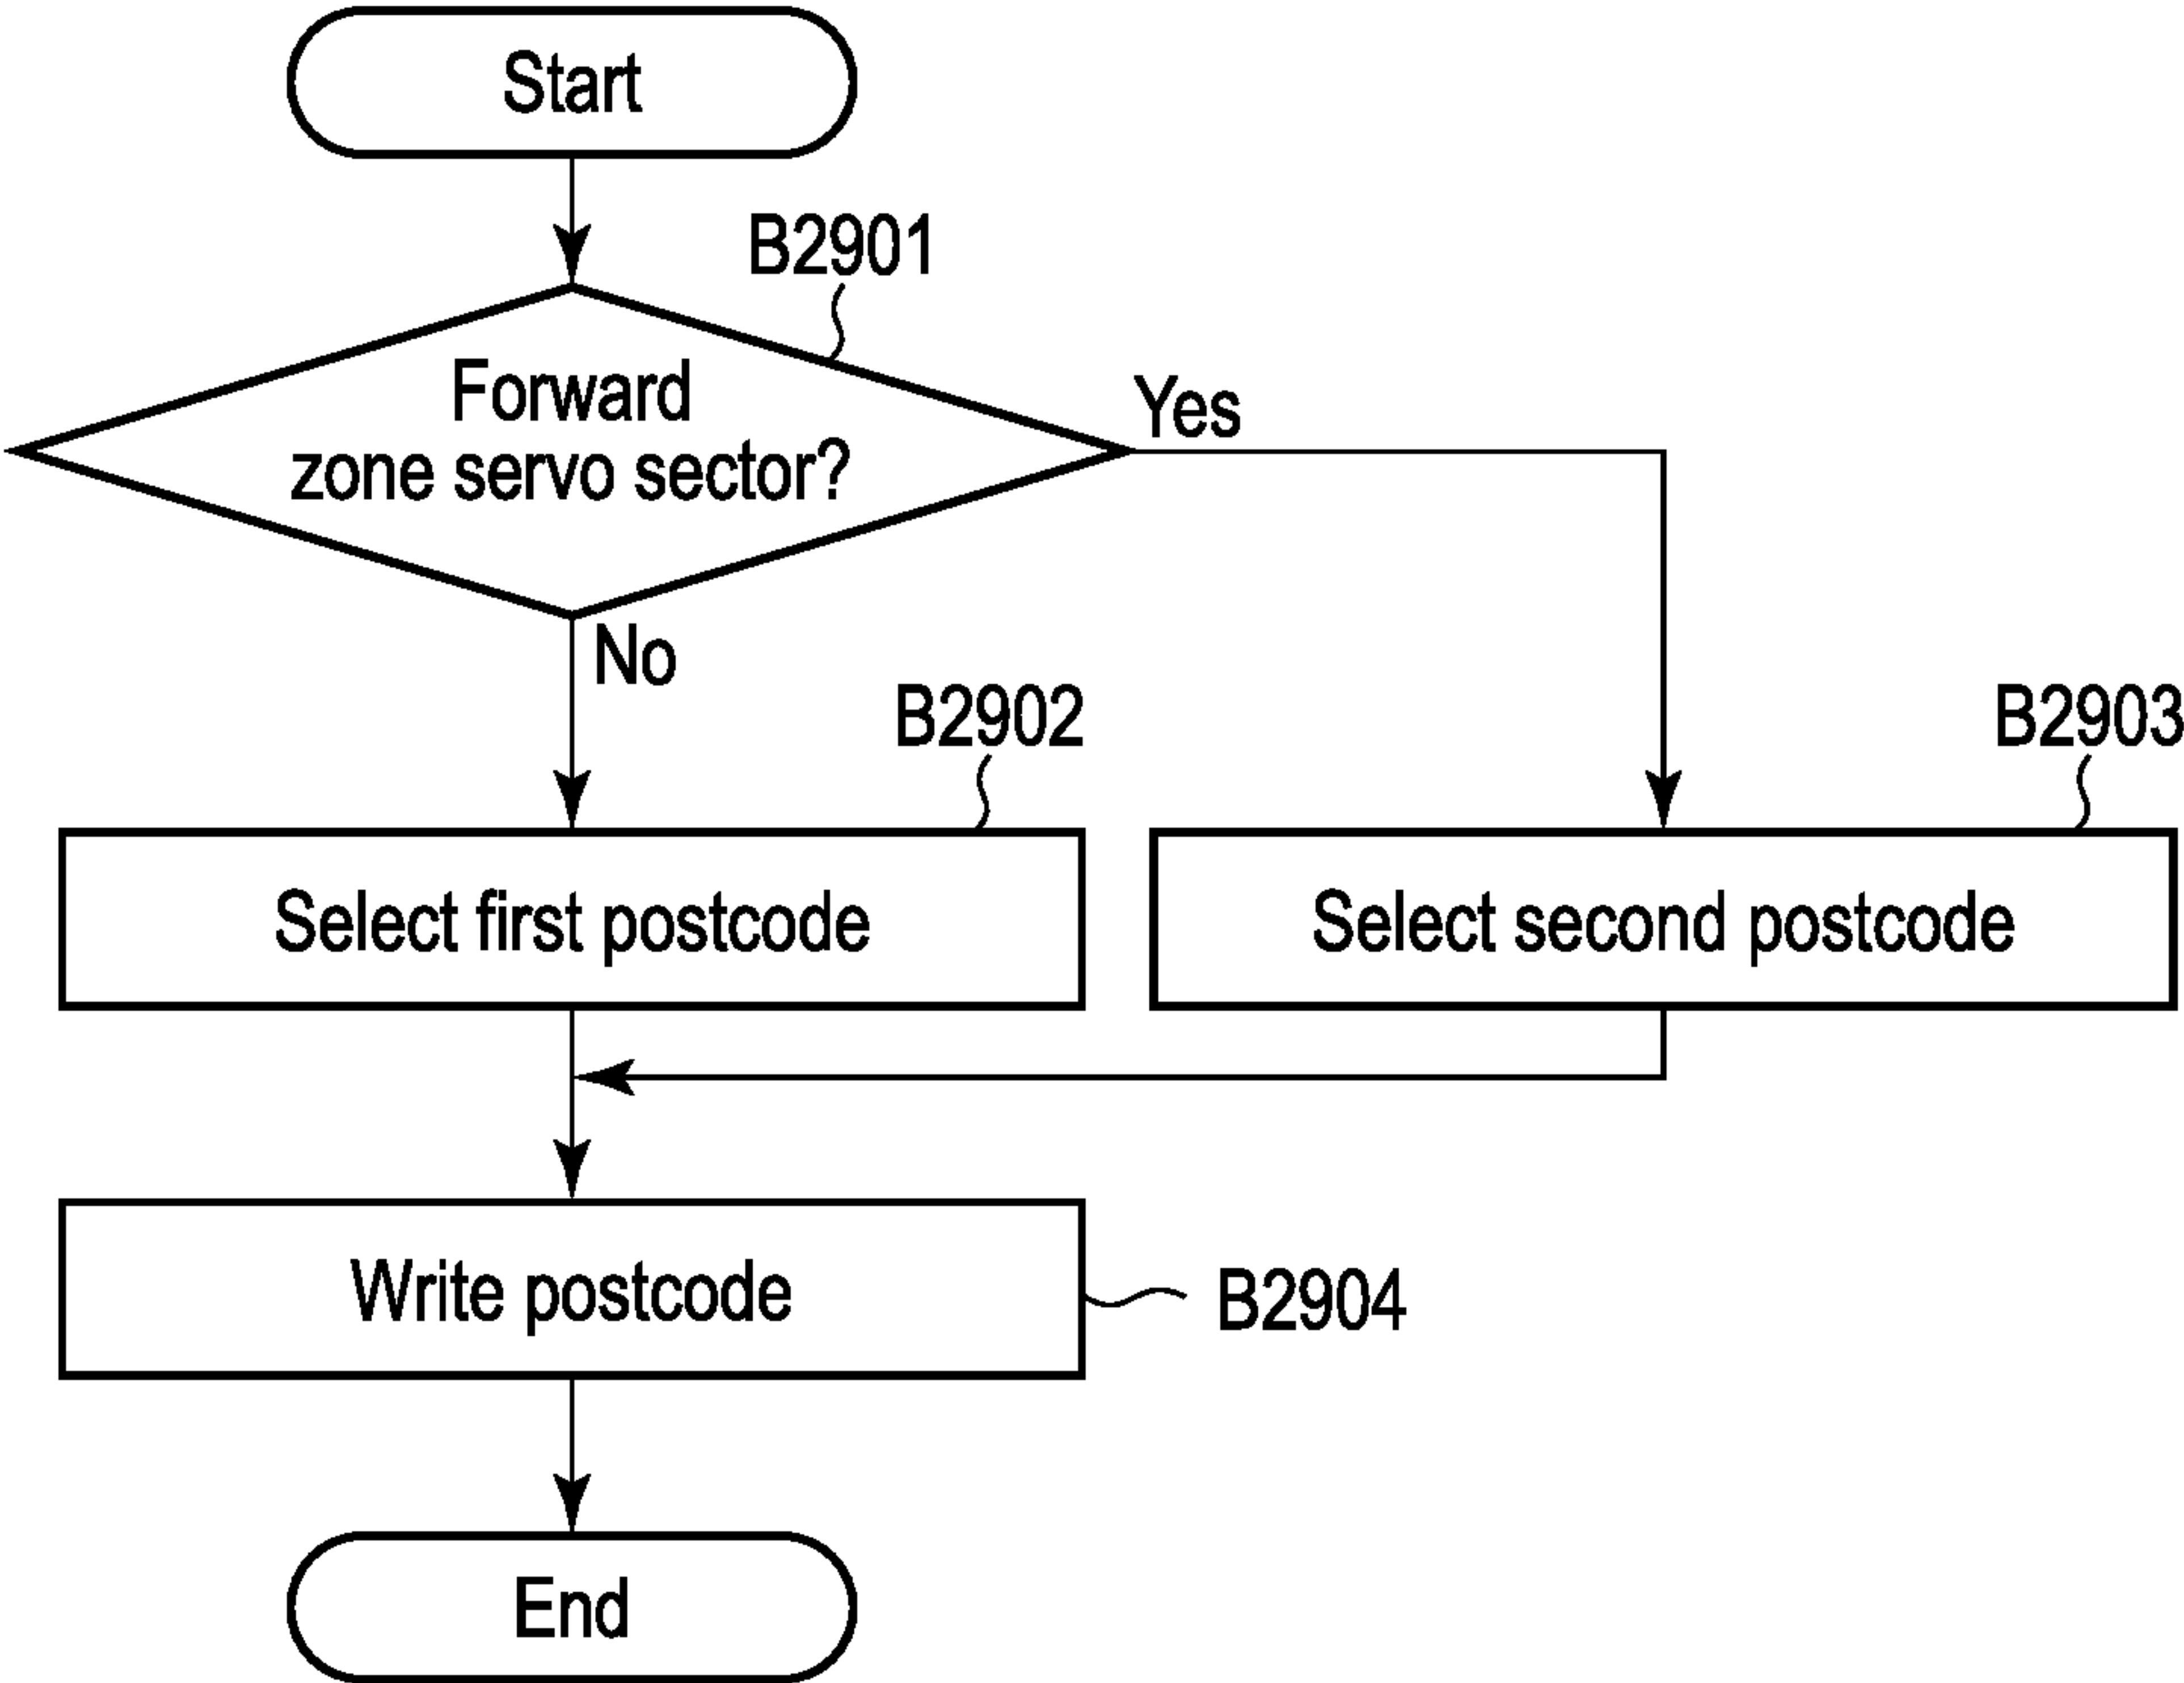 Start
B2901
Forward
zone servo sector?
Yes
No
B2902
B2903
Select first postcode
Select second postcode
Write postcode
B2904
End